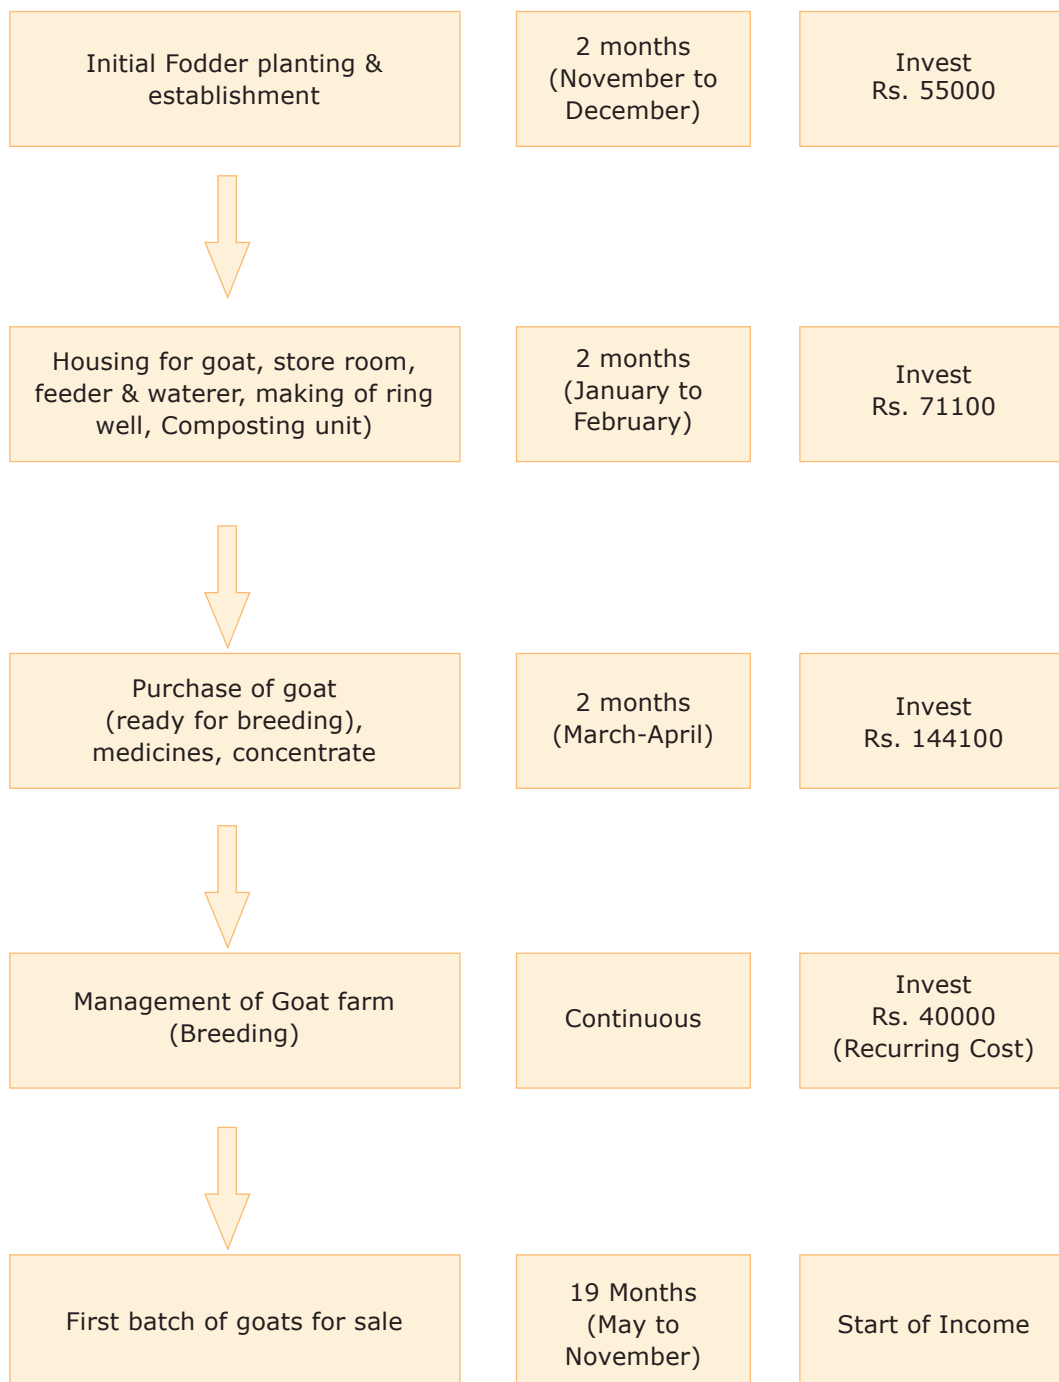 Initial Fodder planting &
establishment
2 months
(November to
December)
Invest
Rs. 55000
Housing for goat, store room,
feeder & waterer, making of ring
well, Composting unit)
2 months
(January to
February)
Invest
Rs. 71100
Purchase of goat
(ready for breeding),
medicines, concentrate
2 months
(March-April)
Invest
Rs. 144100
Management of Goat farm
(Breeding)
Continuous
Invest
Rs. 40000
(Recurring Cost)
First batch of goats for sale
19 Months
(May to
November)
Start of Income